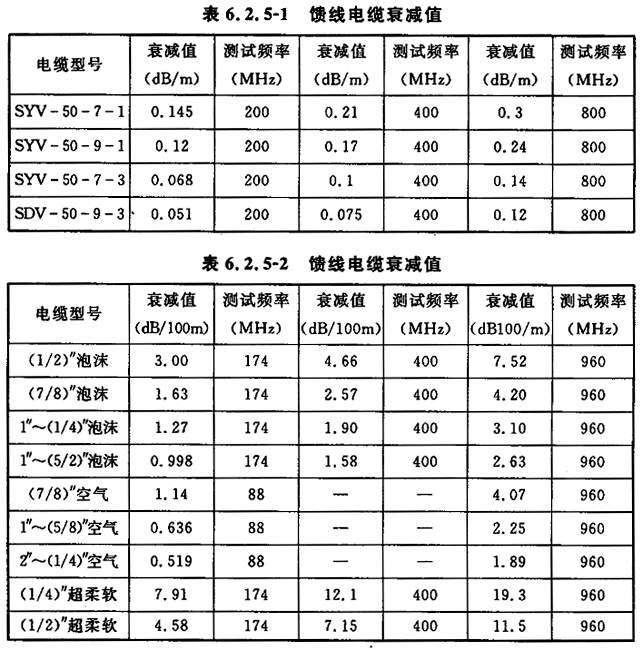 表 6.2.5-1 馈线电缆衰减值
电缆型号 衰减值 (dB/m) 测试频率 (MHz) 衰减值 (dB/m) 测试频率 (MHz) 衰减值 (dB/m) 测试频率 (MHz)
SYV-50-7-1 0.145 200 0.21 400 0.3 800
SYV-50-9-1 0.12 200 0.17 400 0.24 800
SYV-50-7-3 0.068 200 0.1 400 0.14 800
SDV-50-9-3 0.051 200 0.075 400 0.12 800
表 6.2.5-2 馈线电缆衰减值
电缆型号 衰减值 (dB/100m) 测试频率 (MHz) 衰减值 (dB/100m) 测试频率 (MHz) 衰减值 (dB100/m) 测试频率 (MHz)
(1/2)″泡沫 3.00 174 4.66 400 7.52 960
(7/8)″泡沫 1.63 174 2.57 400 4.20 960
1″~(1/4)″泡沫 1.27 174 1.90 400 3.10 960
1″~(5/2)″泡沫 0.998 174 1.58 400 2.63 960
(7/8)″空气 1.14 88 — — 4.07 960
1″~(5/8)″空气 0.636 88 — — 2.25 960
2″~(1/4)″空气 0.519 88 — — 1.89 960
(1/4)″超柔软 7.91 174 12.1 400 19.3 960
(1/2)″超柔软 4.58 174 7.15 400 11.5 960